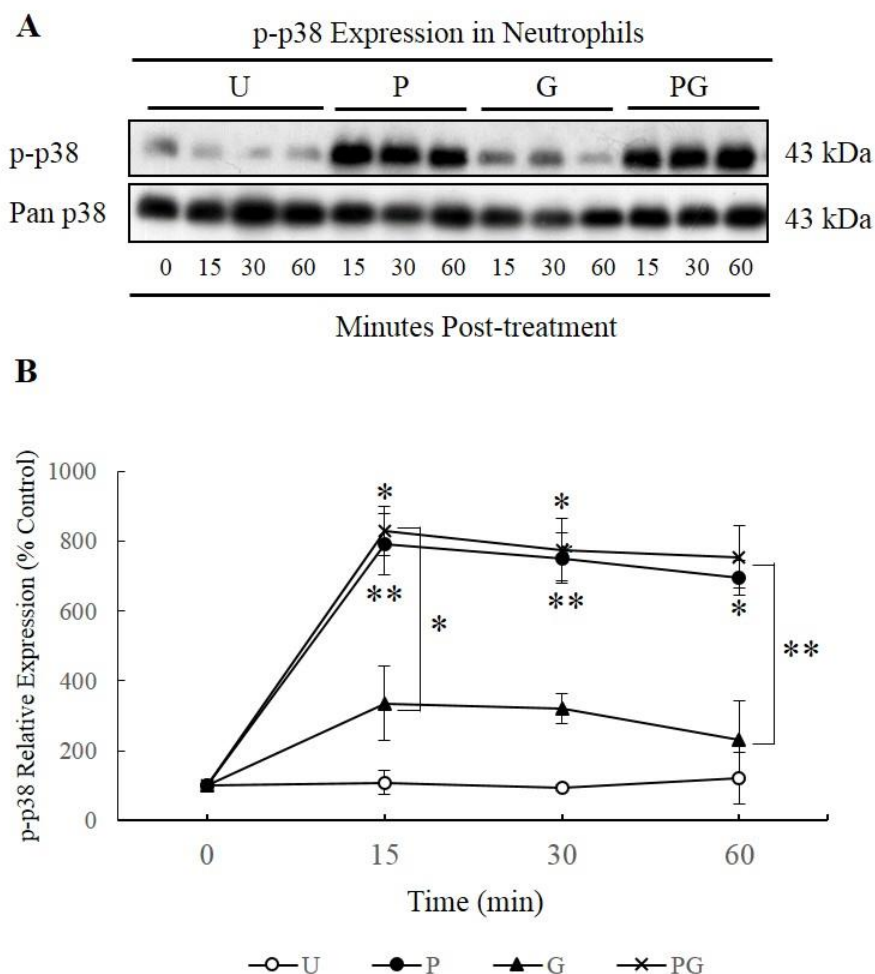 A
p-p38 Expression in Neutrophils
U P G PG
p-p38 43 kDa
Pan p38 43 kDa
0 15 30 60 15 30 60 15 30 60 15 30 60
Minutes Post-treatment
B
p-p38 Relative Expression (% Control)
1000
800
600
400
200
0
* *
** ** *
*
**
0 15 30 60
Time (min)
U P G PG